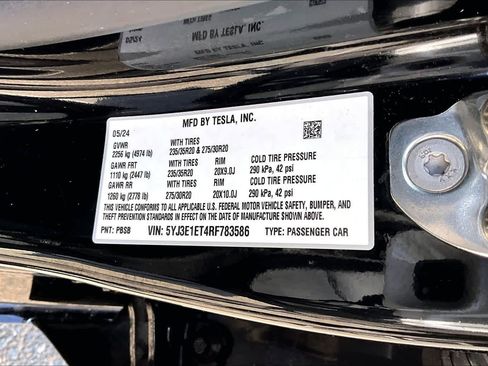 MFD BY TESLA, INC.
05/24
GVWR WITH TIRES
2256 kg (4974 lb) 235/35R20 & 275/30R20
GAWR FRT WITH TIRES RIM COLD TIRE PRESSURE
1110 kg (2447 lb) 235/35R20 20X9.0J 290 kPa, 42 psi
GAWR RR WITH TIRES RIM COLD TIRE PRESSURE
1260 kg (2778 lb) 275/30R20 20X10.0J 290 kPa, 42 psi
THIS VEHICLE CONFORMS TO ALL APPLICABLE U.S. FEDERAL MOTOR VEHICLE SAFETY, BUMPER, AND
THEFT PREVENTION STANDARDS IN EFFECT ON THE DATE OF MANUFACTURE SHOWN ABOVE.
PNT: PBSB VIN: 5YJ3E1ET4RF783586 TYPE: PASSENGER CAR